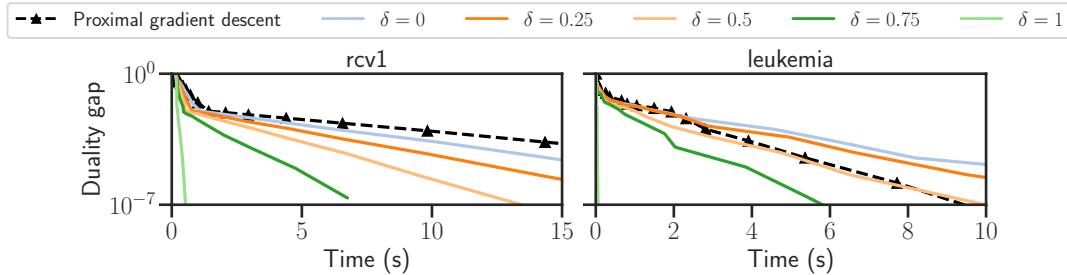 Proximal gradient descent δ = 0 δ = 0.25 δ = 0.5 δ = 0.75 δ = 1
rcv1 leukemia
Duality gap
10^0
10^−7
0 5 10 15 0 2 4 6 8 10
Time (s) Time (s)